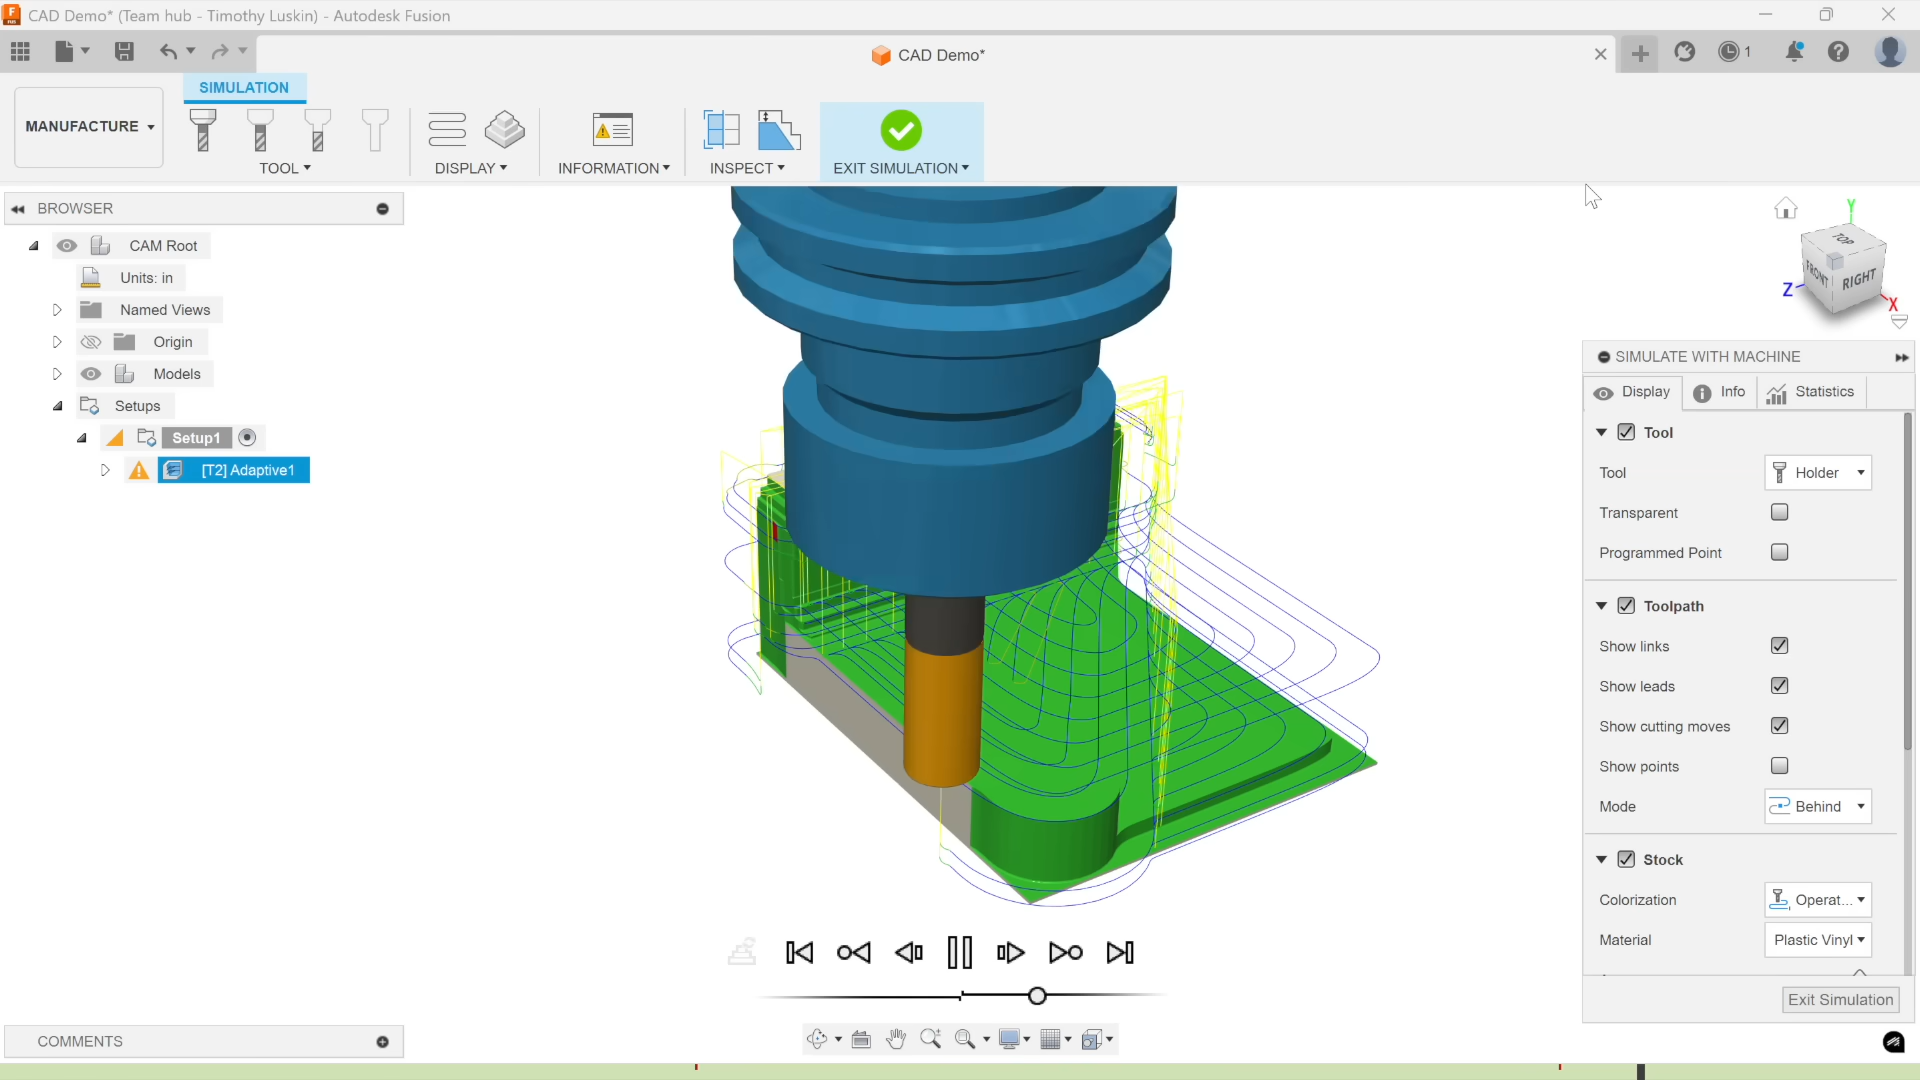 CAD Demo* (Team hub - Timothy Luskin) - Autodesk Fusion
CAD Demo*
1
MANUFACTURE
SIMULATION
TOOL
DISPLAY
INFORMATION
INSPECT
EXIT SIMULATION
BROWSER
CAM Root
Units: in
Named Views
Origin
Models
Setups
Setup1
[T2] Adaptive1
Y
TOP
FRONT
RIGHT
Z
X
SIMULATE WITH MACHINE
Display
Info
Statistics
Tool
Tool
Holder
Transparent
Programmed Point
Toolpath
Show links
Show leads
Show cutting moves
Show points
Mode
Behind
Stock
Colorization
Operat...
Material
Plastic Vinyl
Exit Simulation
COMMENTS